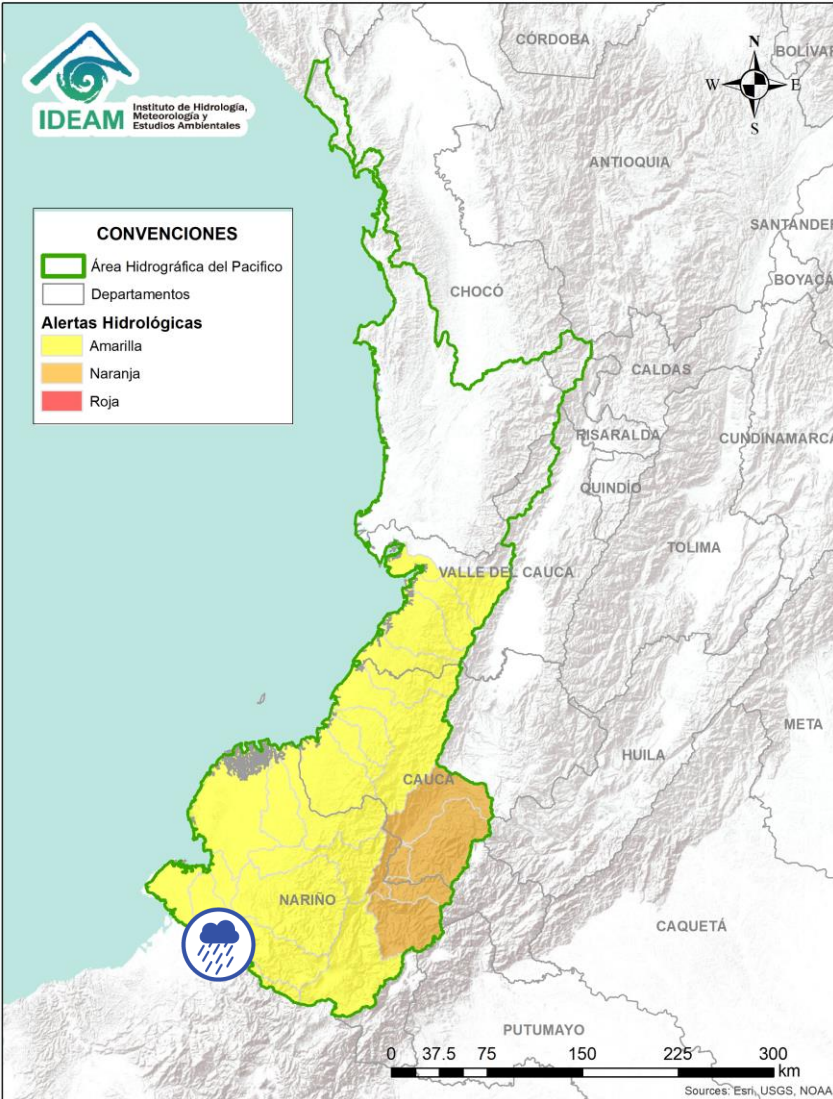 IDEAM
Instituto de Hidrología,
Meteorología y
Estudios Ambientales
N
W
E
S
CÓRDOBA
BOLÍVAR
ANTIOQUIA
SANTANDER
BOYACÁ
CHOCÓ
CALDAS
RISARALDA
CUNDINAMARCA
QUINDÍO
TOLIMA
VALLE DEL CAUCA
META
HUILA
CAUCA
NARIÑO
CAQUETÁ
PUTUMAYO
CONVENCIONES
Área Hidrográfica del Pacifico
Departamentos
Alertas Hidrológicas
Amarilla
Naranja
Roja
0 37.5 75 150 225 300
km
Sources: Esri, USGS, NOAA